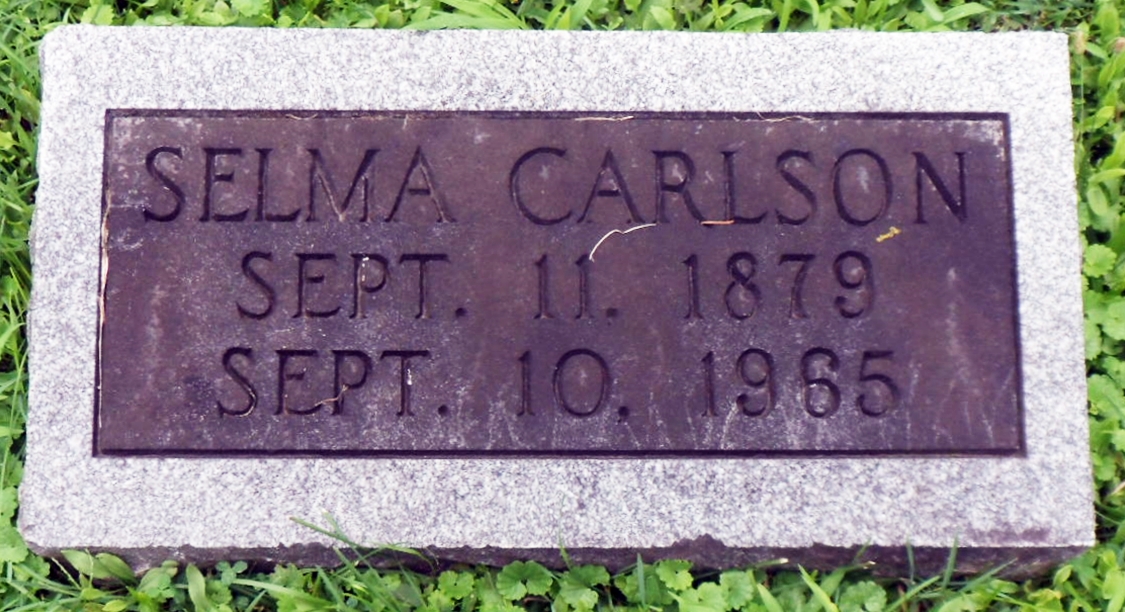 SELMA CARLSON
SEPT. 11. 1879
SEPT. 10, 1965